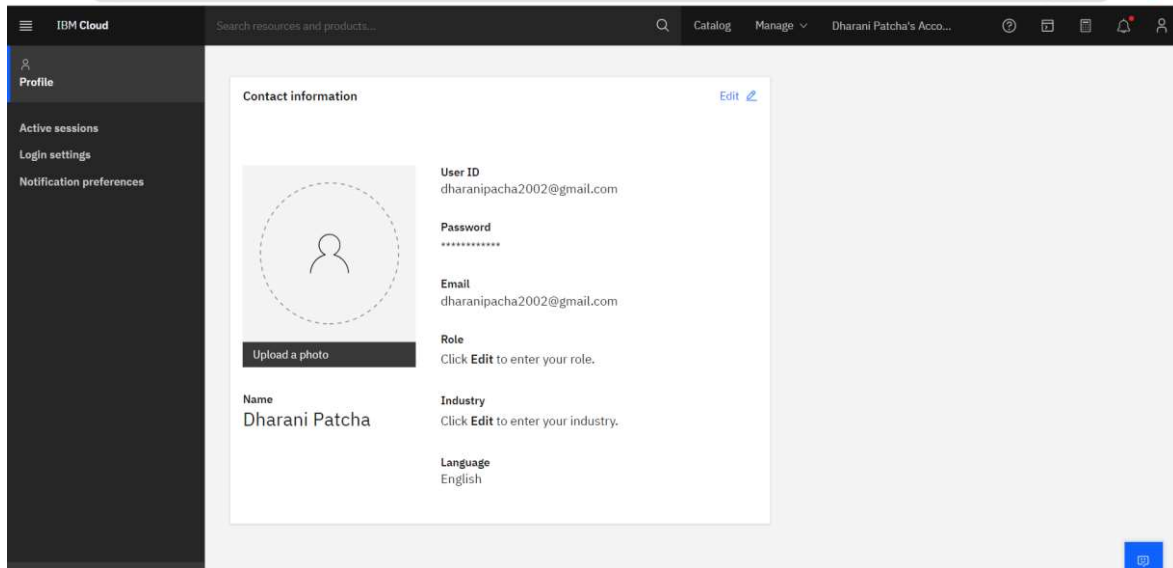 IBM Cloud
Search resources and products...
Catalog
Manage
Dharani Patcha's Acco...
Profile
Active sessions
Login settings
Notification preferences
Contact information
Edit
Upload a photo
Name
Dharani Patcha
User ID
dharanipacha2002@gmail.com
Password
************
Email
dharanipacha2002@gmail.com
Role
Click Edit to enter your role.
Industry
Click Edit to enter your industry.
Language
English